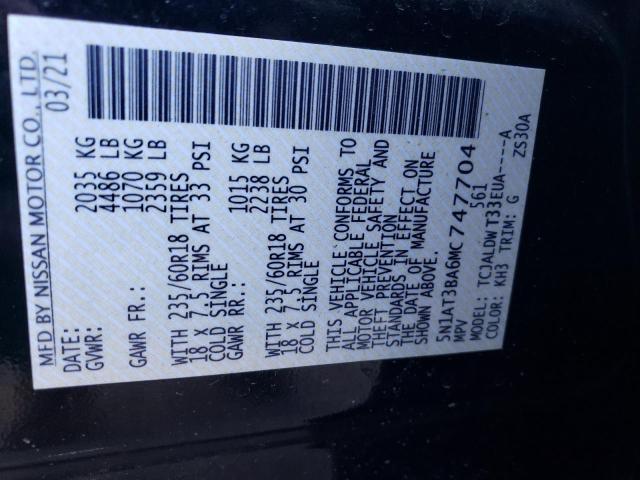 MFD BY NISSAN MOTOR CO., LTD.
DATE: 03/21
GVWR: 2035 KG
4486 LB
GAWR FR.: 1070 KG
2359 LB
WITH 235/60R18 TIRES
18 X 7.5 RIMS AT 33 PSI
COLD SINGLE
GAWR RR.: 1015 KG
2238 LB
WITH 235/60R18 TIRES
18 X 7.5 RIMS AT 30 PSI
COLD SINGLE
THIS VEHICLE CONFORMS TO
ALL APPLICABLE FEDERAL
MOTOR VEHICLE SAFETY AND
THEFT PREVENTION
STANDARDS IN EFFECT ON
THE DATE OF MANUFACTURE
SHOWN ABOVE.
5N1AT3BA6MC747704
MPV 561
MODEL: TCJALDWT33EUA----A
COLOR: KH3 TRIM: G
ZS30A